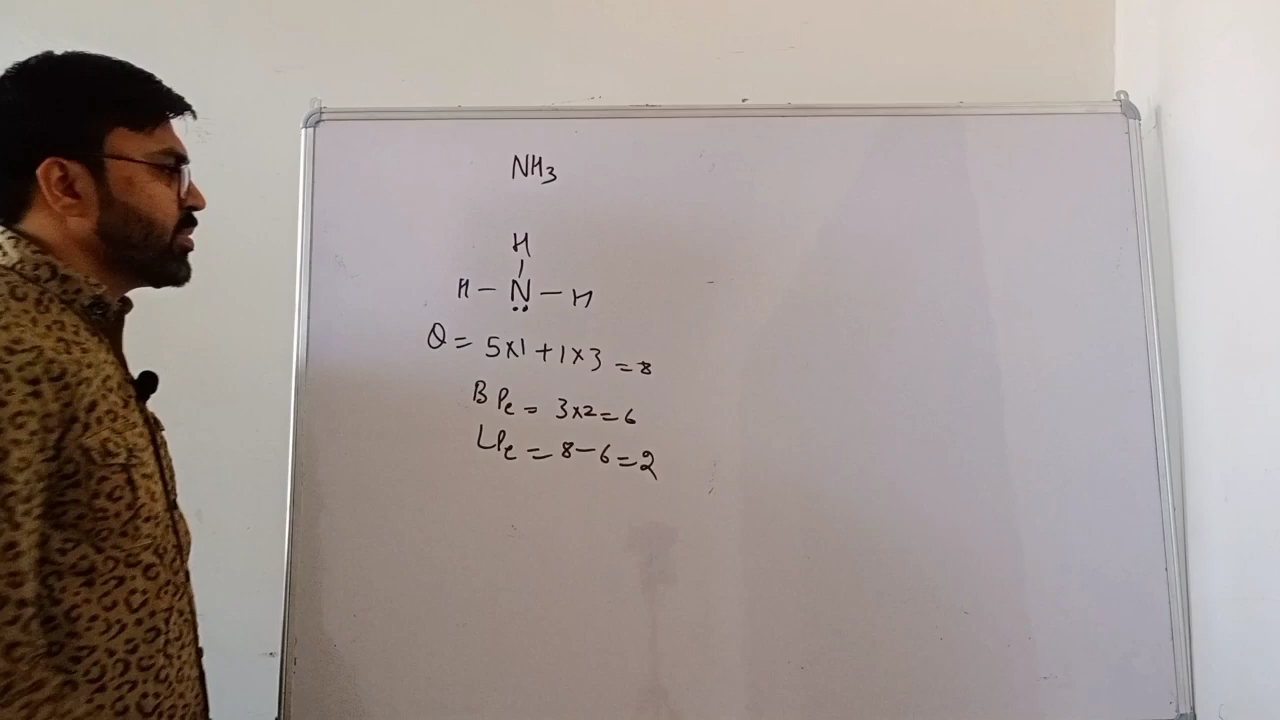 NH3
H
H - N - H
Q = 5x1 + 1x3 = 8
BPe = 3x2 = 6
LPe = 8 - 6 = 2